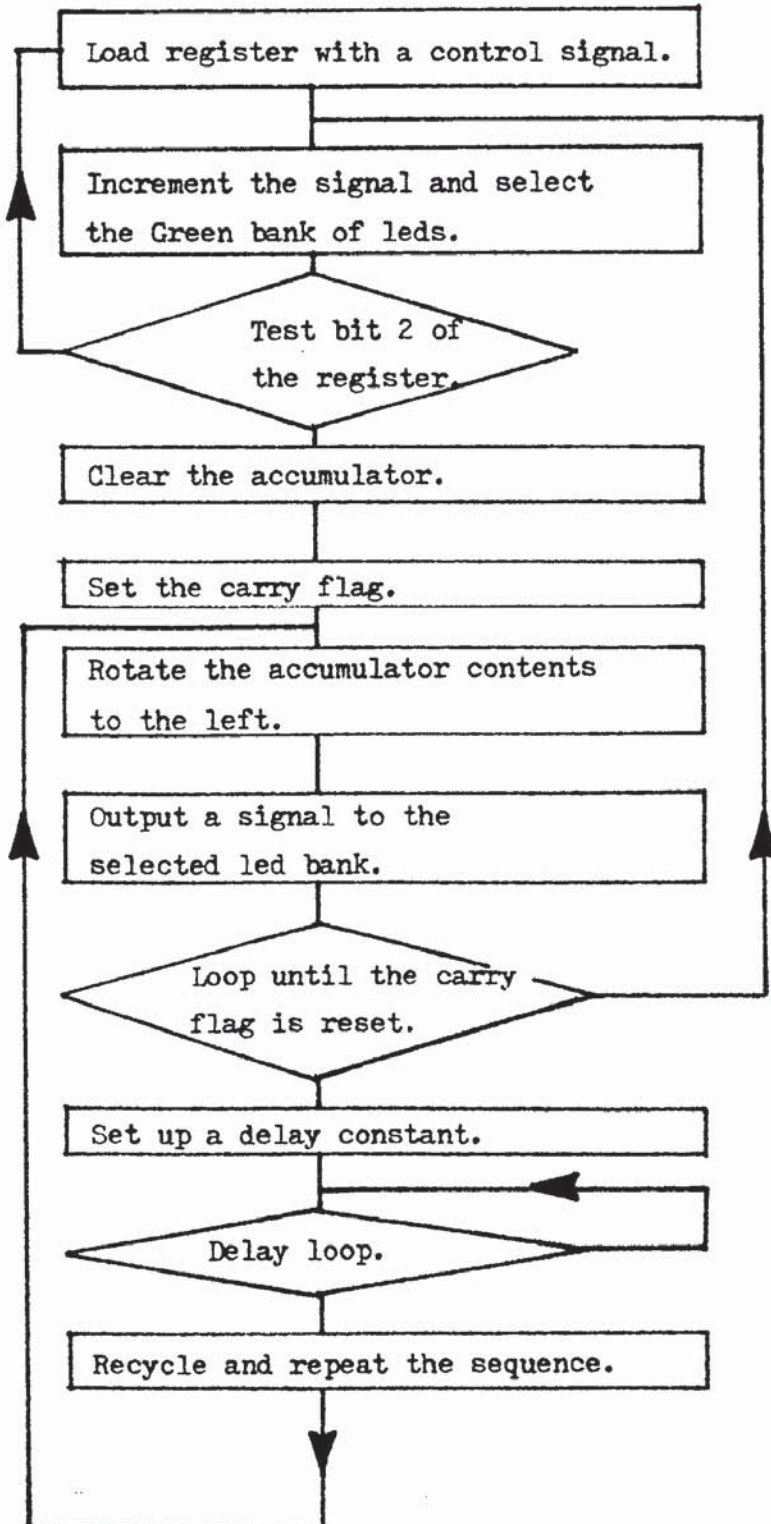 Load register with a control signal.
Increment the signal and select
the Green bank of leds.
Test bit 2 of
the register.
Clear the accumulator.
Set the carry flag.
Rotate the accumulator contents
to the left.
Output a signal to the
selected led bank.
Loop until the carry
flag is reset.
Set up a delay constant.
Delay loop.
Recycle and repeat the sequence.